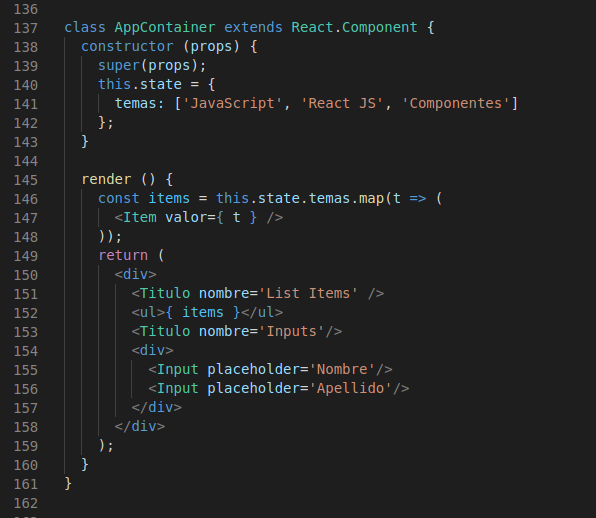 136
137 class AppContainer extends React.Component {
138   constructor (props) {
139     super(props);
140     this.state = {
141       temas: ['JavaScript', 'React JS', 'Componentes']
142     };
143   }
144
145   render () {
146     const items = this.state.temas.map(t => (
147       <Item valor={ t } />
148     ));
149     return (
150       <div>
151         <Titulo nombre='List Items' />
152         <ul>{ items }</ul>
153         <Titulo nombre='Inputs'/>
154         <div>
155           <Input placeholder='Nombre'/>
156           <Input placeholder='Apellido'/>
157         </div>
158       </div>
159     );
160   }
161 }
162